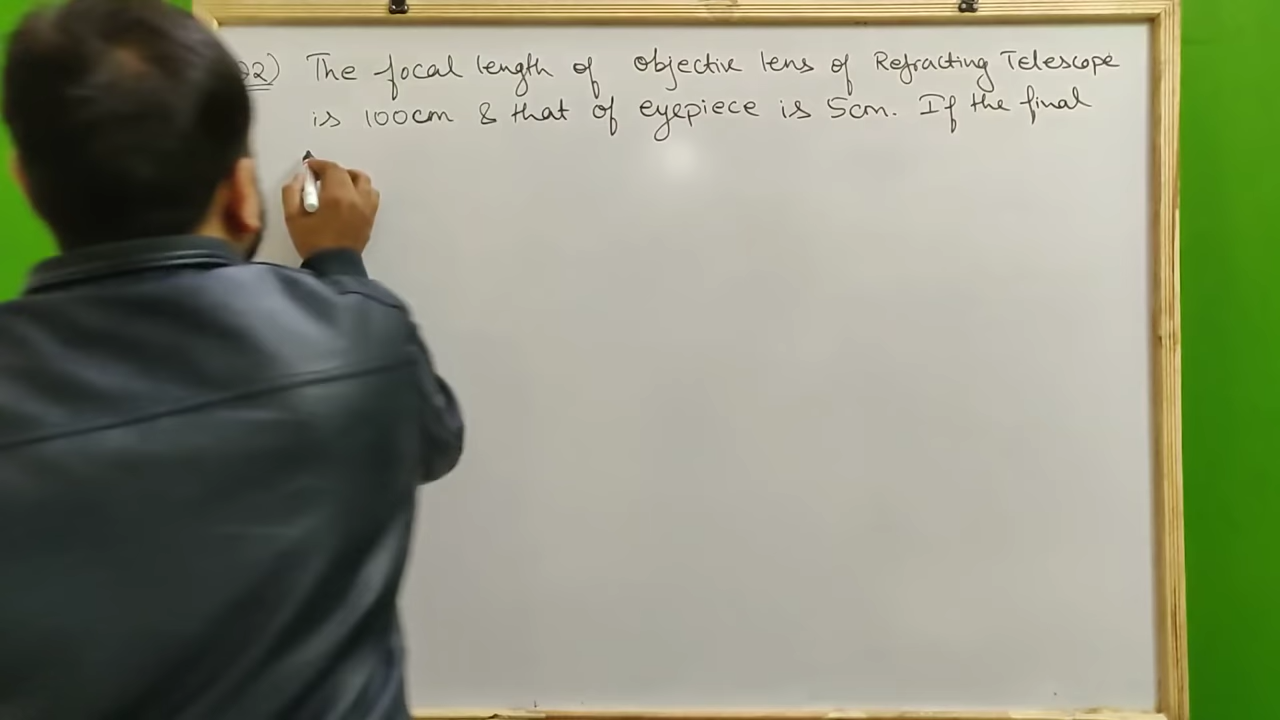 Q2) The focal length of objective lens of Refracting Telescope
is 100cm & that of eyepiece is 5cm. If the final